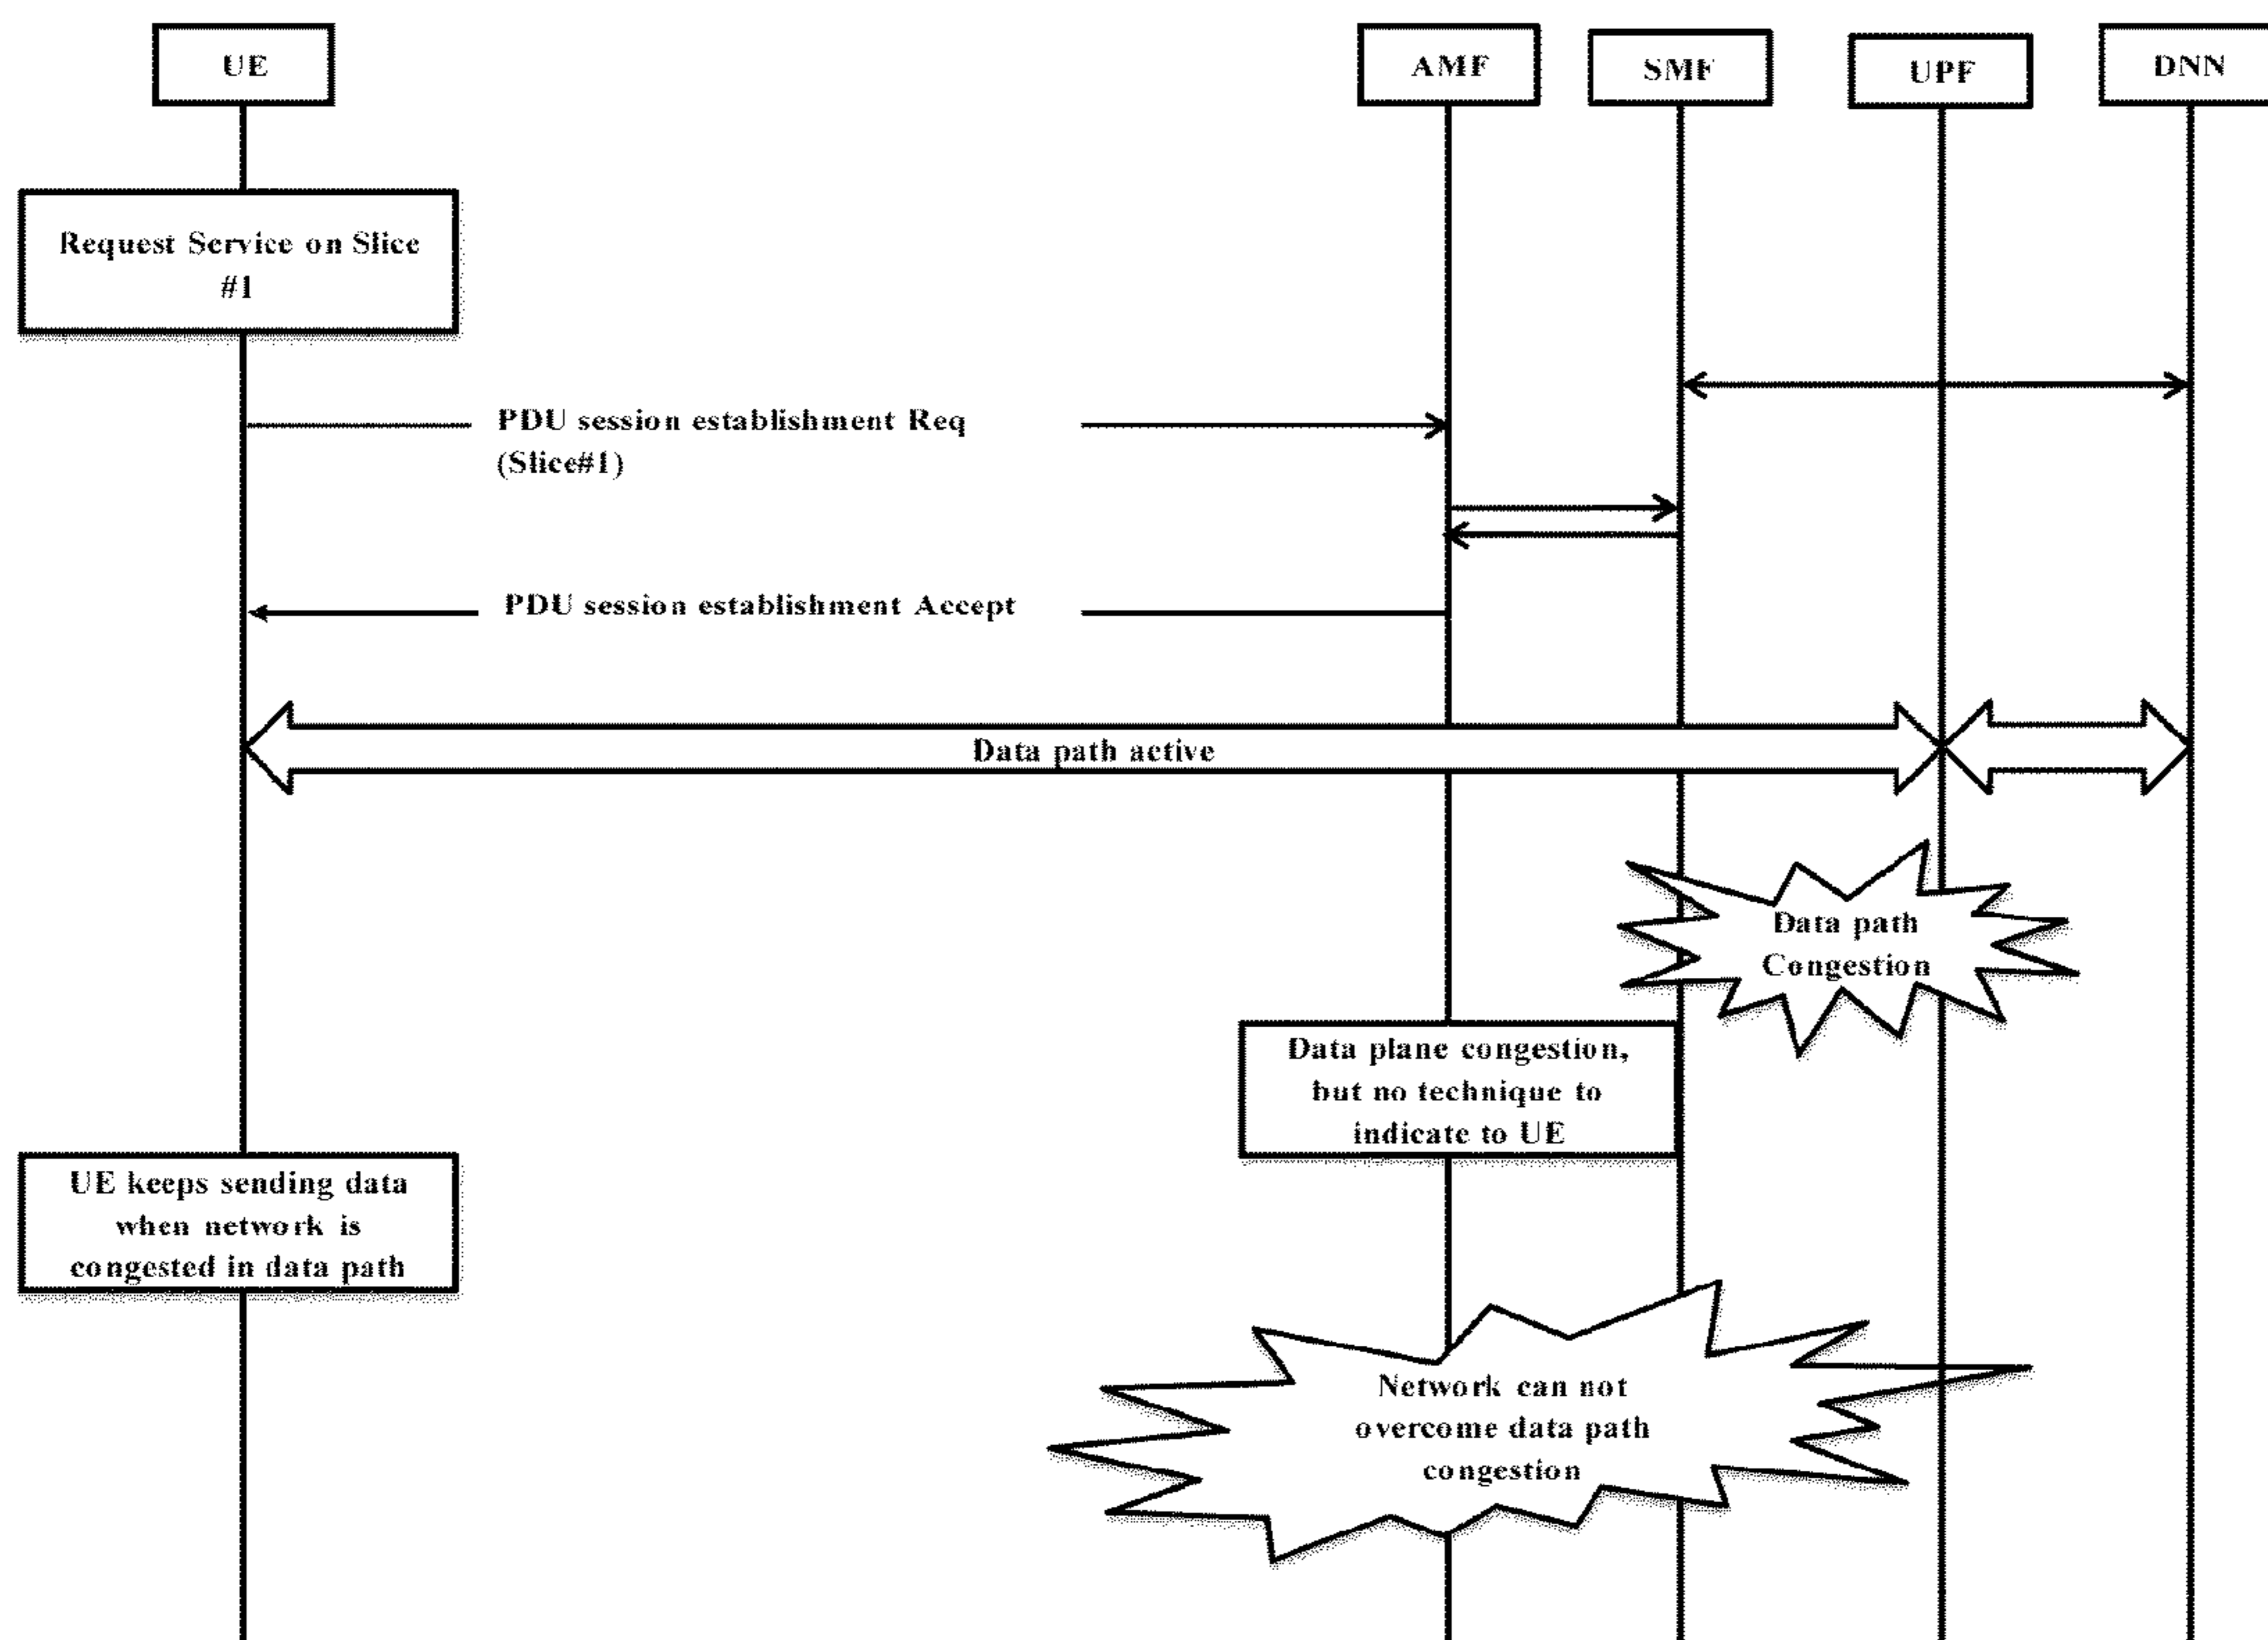 UE
AMF
SMF
UPF
DNN
Request Service on Slice
#1
PDU session establishment Req
(Slice#1)
PDU session establishment Accept
Data path active
Data path
Congestion
Data plane congestion,
but no technique to
indicate to UE
UE keeps sending data
when network is
congested in data path
Network can not
overcome data path
congestion